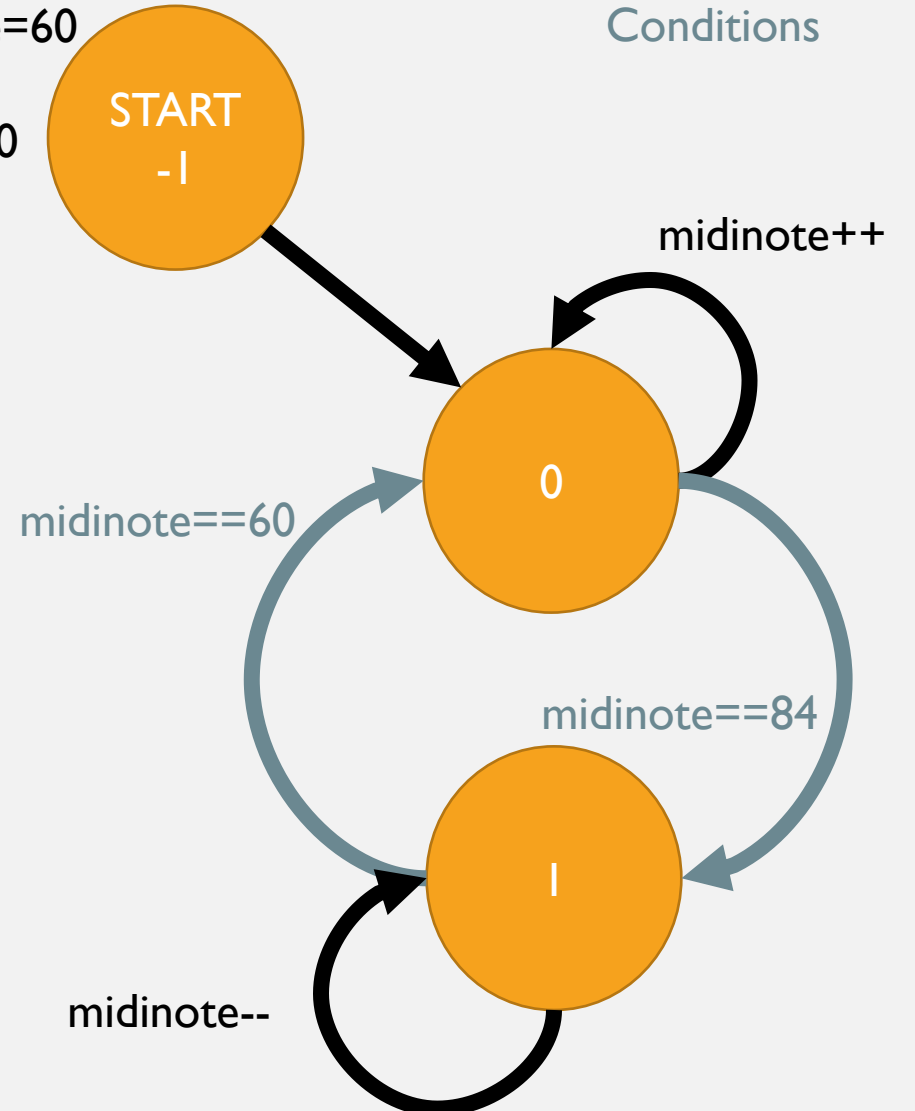 =60
Conditions
START
-1
0
midinote++
0
midinote==60
midinote==84
1
midinote--